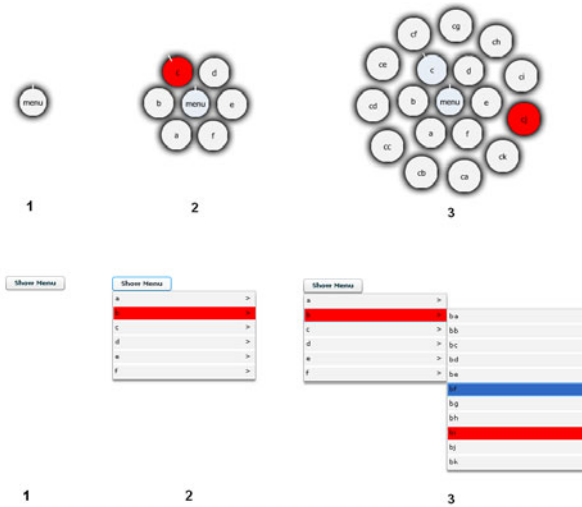 menu
c
d
b
menu
e
a
f
cf
cg
ch
ce
c
d
ci
cd
b
menu
e
cj
a
f
cc
ck
cb
ca
1
2
3
Show Menu
Show Menu
a >
b >
c >
d >
e >
f >
Show Menu
a >
b >
c >
d >
e >
f >
ba
bb
bc
bd
be
bf
bg
bh
bj
bk
1
2
3